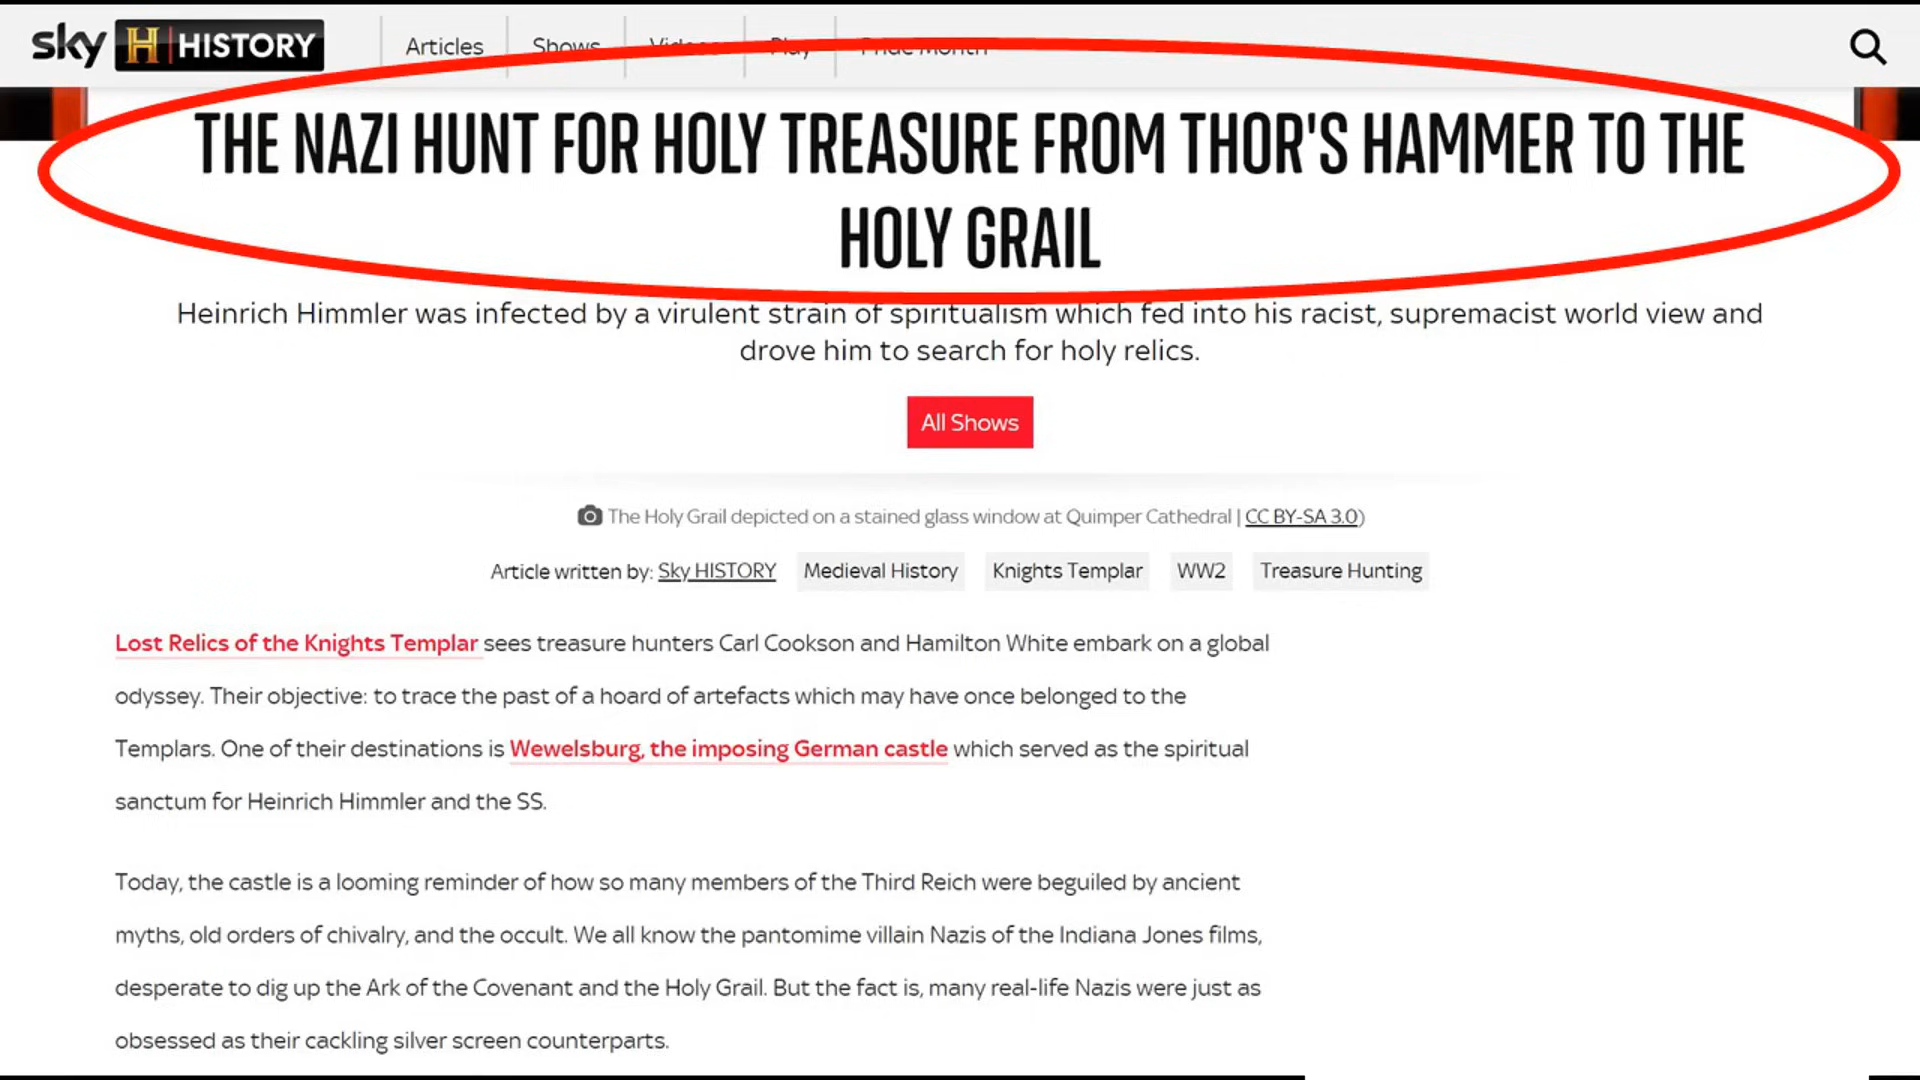 sky HISTORY
Articles Shows Videos Play Pride Month
THE NAZI HUNT FOR HOLY TREASURE FROM THOR'S HAMMER TO THE
HOLY GRAIL
Heinrich Himmler was infected by a virulent strain of spiritualism which fed into his racist, supremacist world view and
drove him to search for holy relics.
All Shows
The Holy Grail depicted on a stained glass window at Quimper Cathedral | CC BY-SA 3.0)
Article written by: Sky HISTORY Medieval History Knights Templar WW2 Treasure Hunting
Lost Relics of the Knights Templar sees treasure hunters Carl Cookson and Hamilton White embark on a global
odyssey. Their objective: to trace the past of a hoard of artefacts which may have once belonged to the
Templars. One of their destinations is Wewelsburg, the imposing German castle which served as the spiritual
sanctum for Heinrich Himmler and the SS.
Today, the castle is a looming reminder of how so many members of the Third Reich were beguiled by ancient
myths, old orders of chivalry, and the occult. We all know the pantomime villain Nazis of the Indiana Jones films,
desperate to dig up the Ark of the Covenant and the Holy Grail. But the fact is, many real-life Nazis were just as
obsessed as their cackling silver screen counterparts.